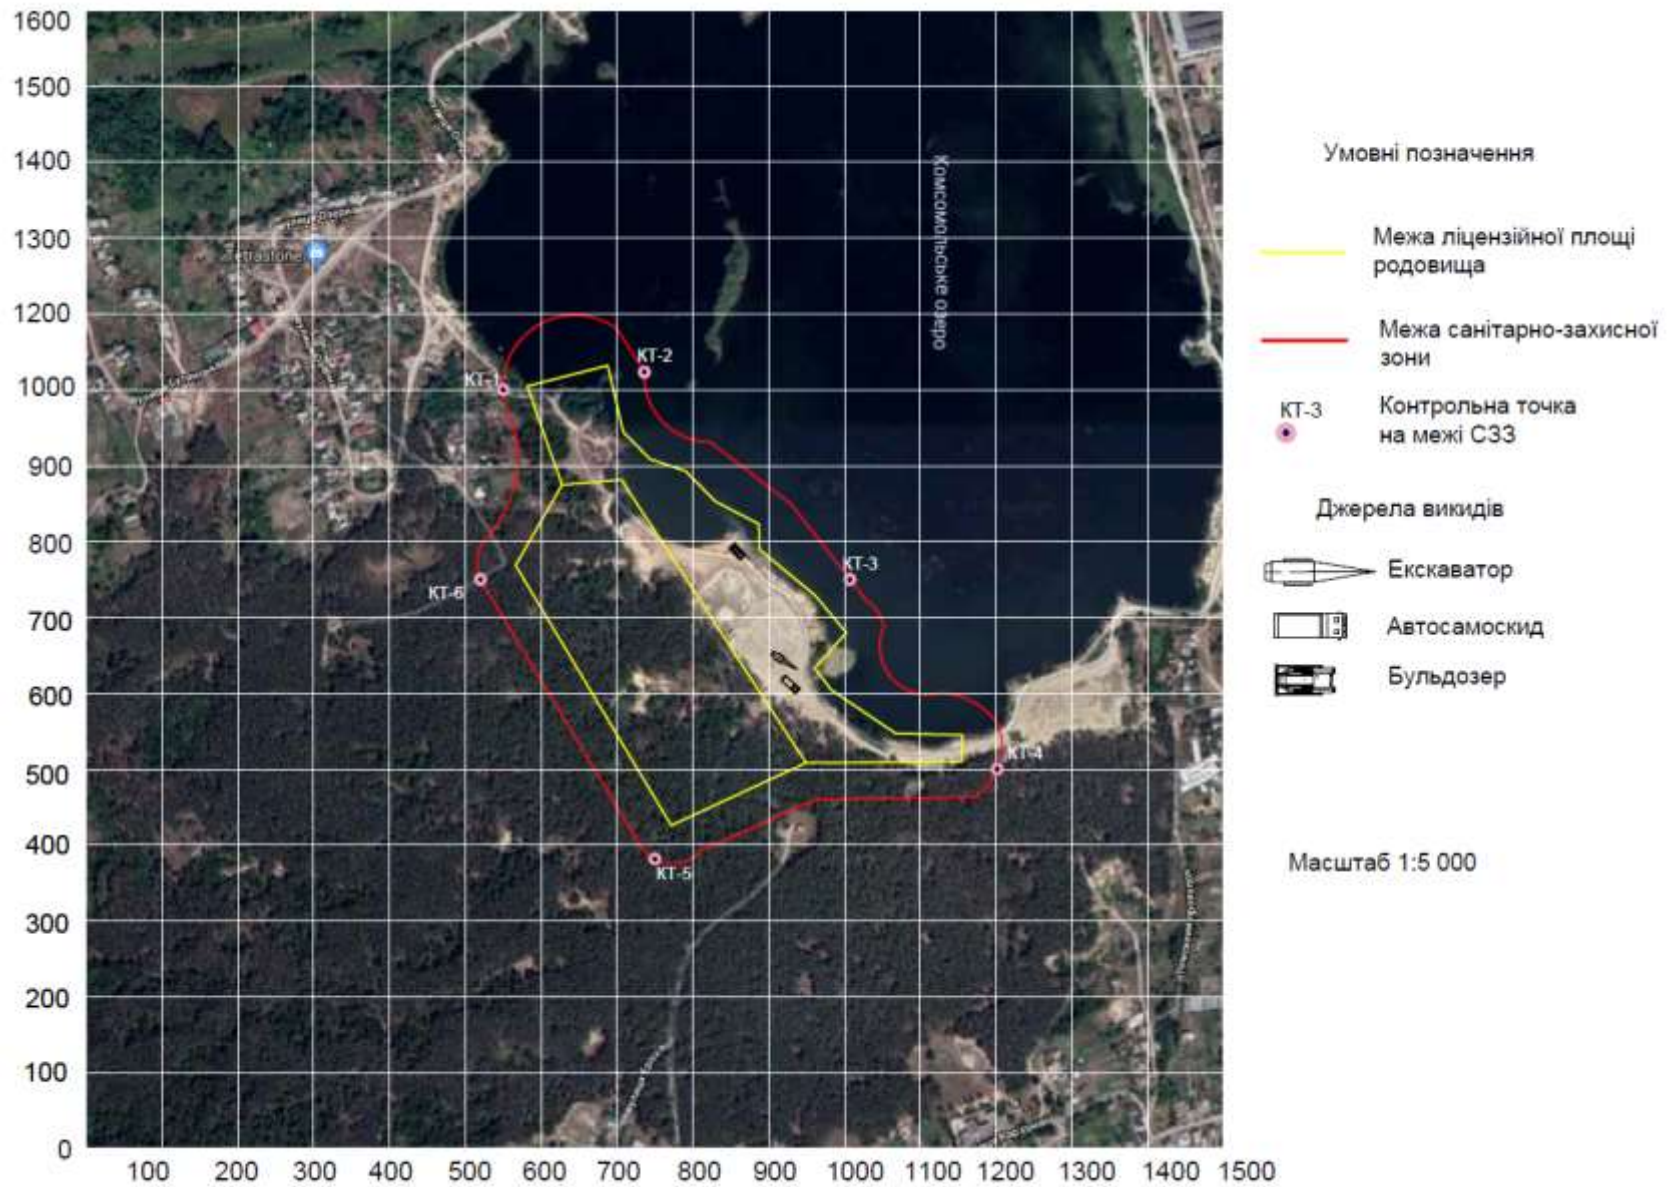 1600
1500
1400
1300
1200
1100
1000
900
800
700
600
500
400
300
200
100
0
100 200 300 400 500 600 700 800 900 1000 1100 1200 1300 1400 1500
Tetrastone
Комсомольське озеро
КТ-1
КТ-2
КТ-3
КТ-4
КТ-5
КТ-6
Умовні позначення
Межа ліцензійної площі
родовища
Межа санітарно-захисної
зони
КТ-3 Контрольна точка
на межі СЗЗ
Джерела викидів
Екскаватор
Автосамоскид
Бульдозер
Масштаб 1:5 000